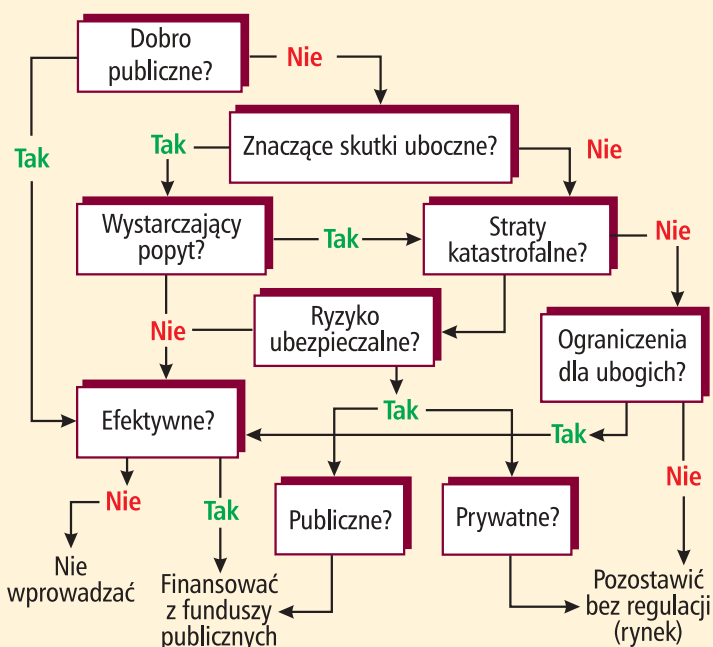 Dobro
publiczne?
Nie
Znaczące skutki uboczne?
Tak
Tak
Nie
Wystarczający
popyt?
Tak
Straty
katastrofalne?
Nie
Nie
Ryzyko
ubezpieczalne?
Ograniczenia
dla ubogich?
Efektywne?
Tak
Tak
Nie
Nie
Tak
Publiczne?
Prywatne?
Nie
wprowadzać
Finansować
z funduszy
publicznych
Pozostawić
bez regulacji
(rynek)